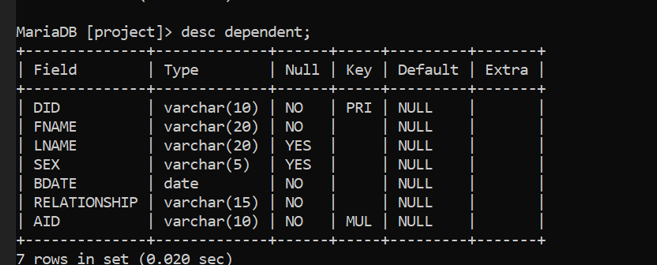 MariaDB [project]> desc dependent;
+--------------+-------------+------+-----+---------+-------+
| Field        | Type        | Null | Key | Default | Extra |
+--------------+-------------+------+-----+---------+-------+
| DID          | varchar(10) | NO   | PRI | NULL    |       |
| FNAME        | varchar(20) | NO   |     | NULL    |       |
| LNAME        | varchar(20) | YES  |     | NULL    |       |
| SEX          | varchar(5)  | YES  |     | NULL    |       |
| BDATE        | date        | NO   |     | NULL    |       |
| RELATIONSHIP | varchar(15) | NO   |     | NULL    |       |
| AID          | varchar(10) | NO   | MUL | NULL    |       |
+--------------+-------------+------+-----+---------+-------+
7 rows in set (0.020 sec)